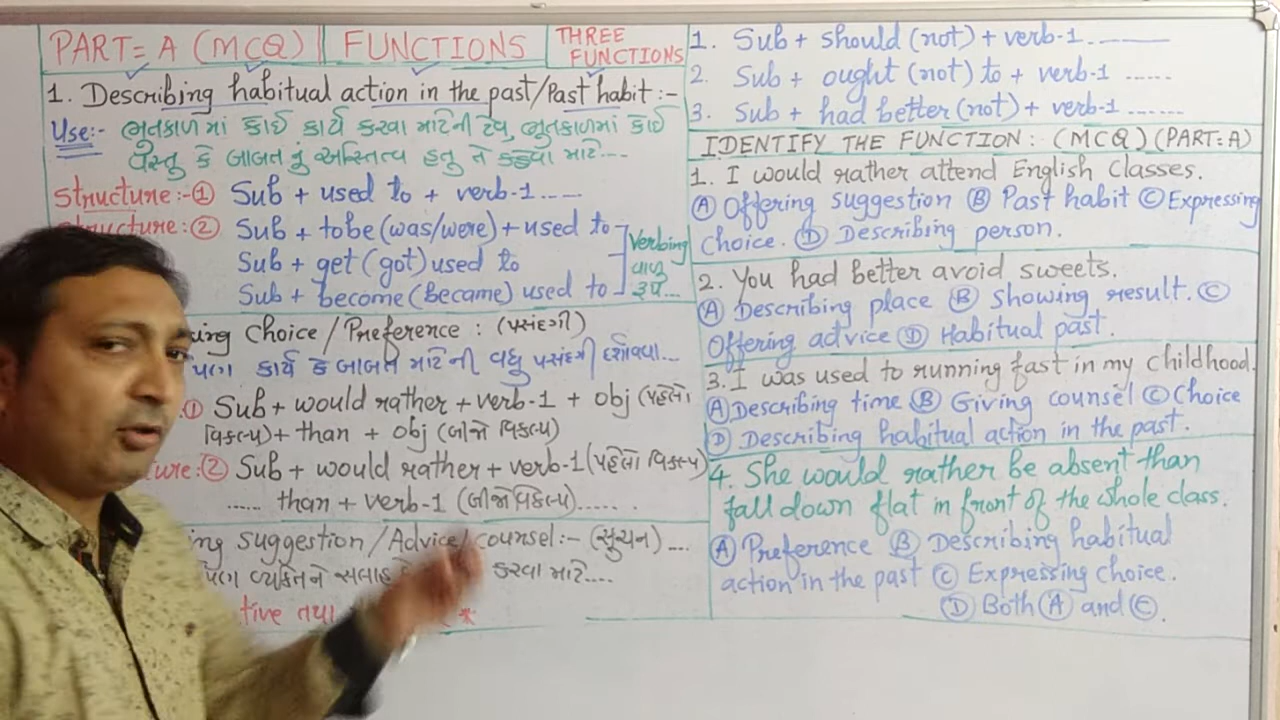 PART= A (MCQ) || FUNCTIONS
THREE FUNCTIONS
1. Describing habitual action in the past/Past habit :-
Use:- ભૂતકાળમાં કોઈ કાર્ય કરવા માટેની ટેવ, ભૂતકાળમાં કોઈ
વસ્તુ કે બાબતનું અસ્તિત્વ હતું તે કહેવા માટે....
Structure:-① Sub + used to + verb-1.....
structure:② Sub + tobe (was/were) + used to
Sub + get (got) used to
Sub + become (Became) used to
Verbing
વાળુ
રૂપ...
ing Choice/Preference : (પસંદગી)
પણ કાર્ય કે બાબત માટેની વધુ પસંદગી દર્શાવવા...
① Sub + would rather + verb-1 + obj (પહેલો
વિકલ્પ) + than + obj (બીજો વિકલ્પ)
ure:② Sub + would rather + verb-1 (પહેલો વિકલ્પ)
...... than + verb-1 (બીજો વિકલ્પ)......
ing suggestion/Advice/counsel:- (સૂચન)....
પણ વ્યક્તિને સલાહ કરવા માટે....
tive તથા *
1. Sub + should (not) + verb-1.........
2. Sub + ought (not) to + verb-1 ......
3. Sub + had better (not) + verb-1 .......
IDENTIFY THE FUNCTION : (MCQ) (PART:A)
1. I would rather attend English Classes.
Ⓐ Offering suggestion Ⓑ Past habit Ⓒ Expressing
choice. Ⓓ Describing person.
2. You had better avoid sweets.
Ⓐ Describing place Ⓑ Showing result. Ⓒ
Offering advice Ⓓ Habitual past.
3. I was used to running fast in my childhood.
Ⓐ Describing time Ⓑ Giving counsel Ⓒ Choice
Ⓓ Describing habitual action in the past.
4. She would rather be absent than
fall down flat in front of the whole class.
Ⓐ Preference Ⓑ Describing habitual
action in the past Ⓒ Expressing choice.
Ⓓ Both Ⓐ and Ⓒ.